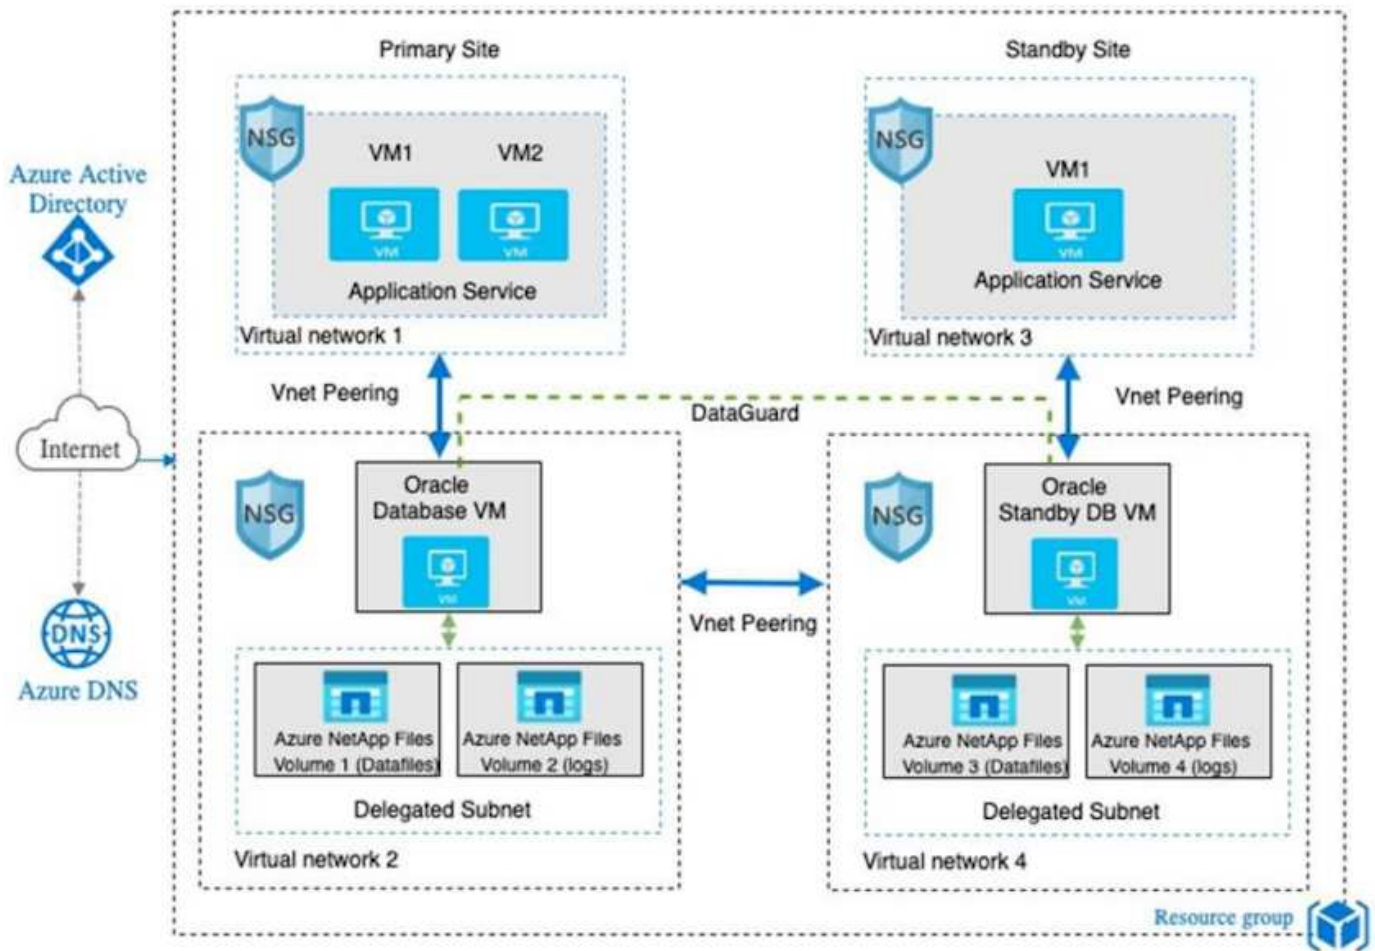 Primary Site
Standby Site
NSG
VM1
VM2
VM
VM
Application Service
Virtual network 1
NSG
VM1
VM
Application Service
Virtual network 3
Azure Active
Directory
Internet
DNS
Azure DNS
Vnet Peering
DataGuard
Vnet Peering
NSG
Oracle
Database VM
VM
Azure NetApp Files
Volume 1 (Datafiles)
Azure NetApp Files
Volume 2 (logs)
Delegated Subnet
Virtual network 2
Vnet Peering
NSG
Oracle
Standby DB VM
VM
Azure NetApp Files
Volume 3 (Datafiles)
Azure NetApp Files
Volume 4 (logs)
Delegated Subnet
Virtual network 4
Resource group